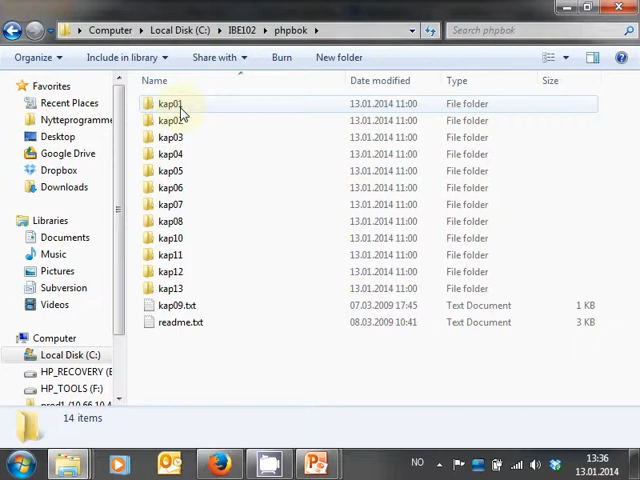 Computer ▸ Local Disk (C:) ▸ IBE102 ▸ phpbok ▸
Search phpbok
Organize Include in library Share with Burn New folder
Name Date modified Type Size
Favorites
Recent Places
Nytteprogramme
Desktop
Google Drive
Dropbox
Downloads
Libraries
Documents
Music
Pictures
Subversion
Videos
Computer
Local Disk (C:)
HP_RECOVERY (E:
HP_TOOLS (F:)
kap01 13.01.2014 11:00 File folder
kap02 13.01.2014 11:00 File folder
kap03 13.01.2014 11:00 File folder
kap04 13.01.2014 11:00 File folder
kap05 13.01.2014 11:00 File folder
kap06 13.01.2014 11:00 File folder
kap07 13.01.2014 11:00 File folder
kap08 13.01.2014 11:00 File folder
kap10 13.01.2014 11:00 File folder
kap11 13.01.2014 11:00 File folder
kap12 13.01.2014 11:00 File folder
kap13 13.01.2014 11:00 File folder
kap09.txt 07.03.2009 17:45 Text Document 1 KB
readme.txt 08.03.2009 10:41 Text Document 3 KB
14 items
NO
13:36
13.01.2014